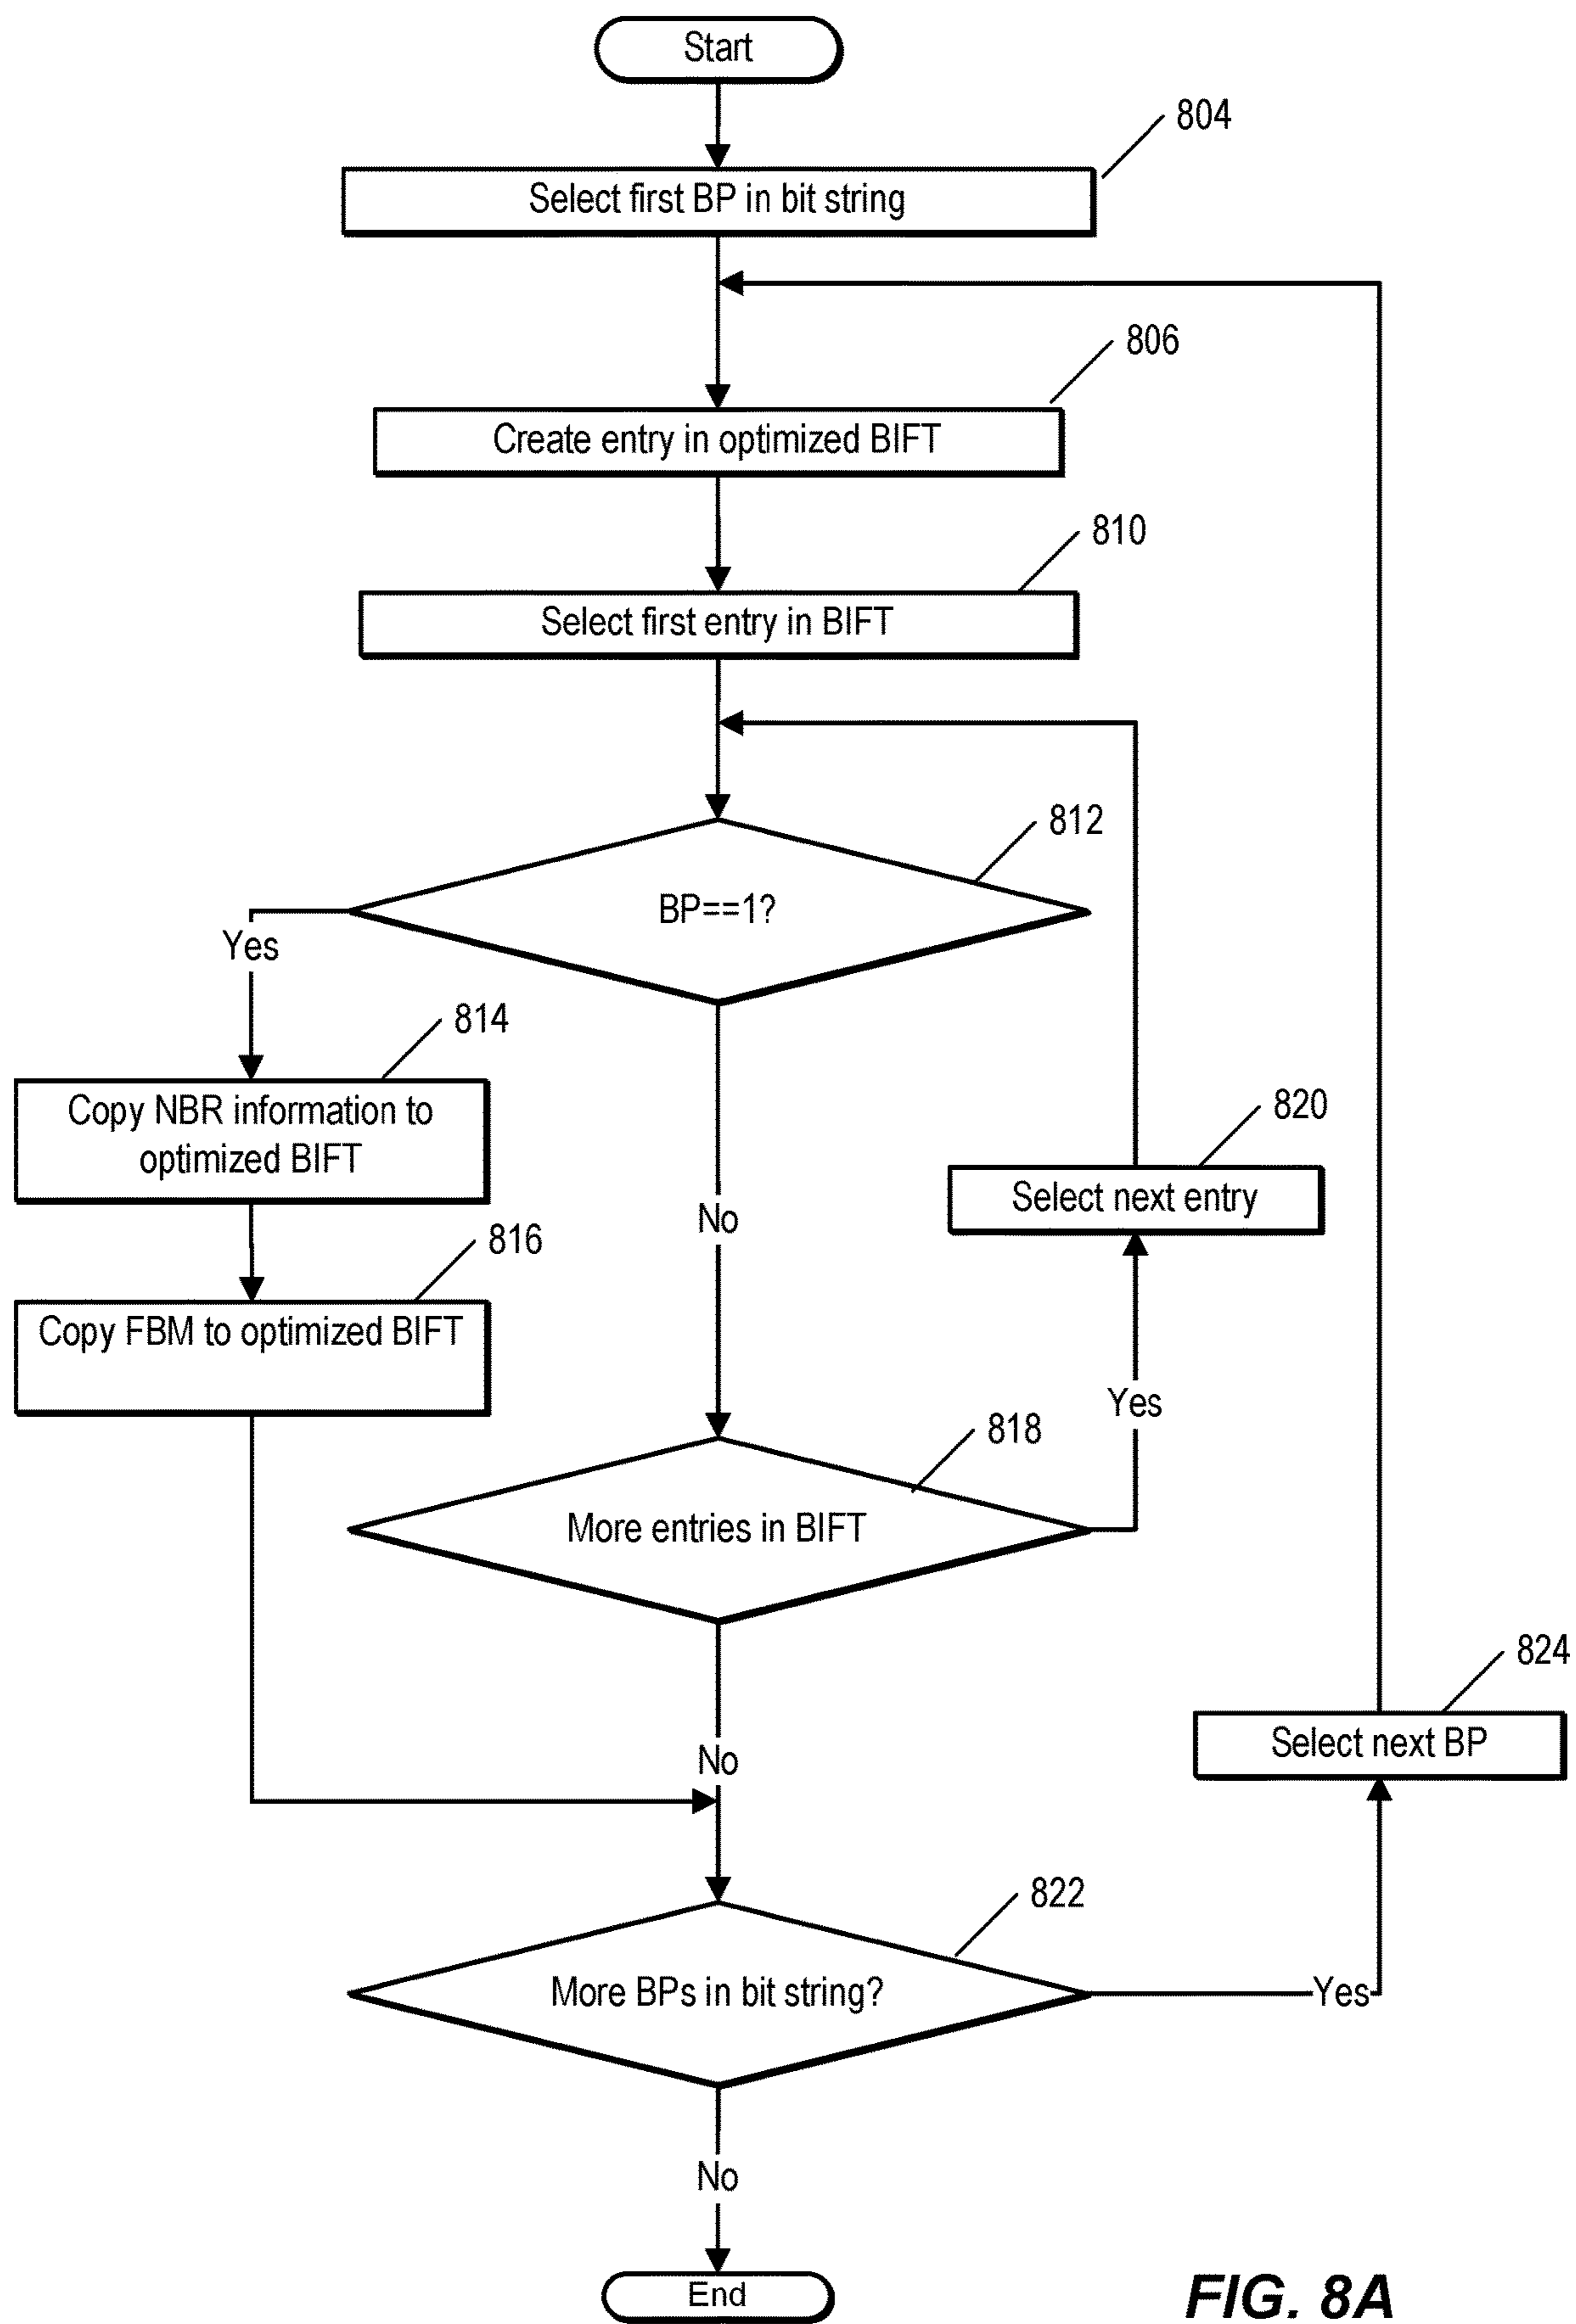 Start
804
Select first BP in bit string
806
Create entry in optimized BIFT
810
Select first entry in BIFT
812
BP==1?
Yes
814
Copy NBR information to
optimized BIFT
820
Select next entry
No
816
Copy FBM to optimized BIFT
Yes
818
More entries in BIFT
824
Select next BP
No
822
More BPs in bit string?
Yes
No
End
FIG. 8A